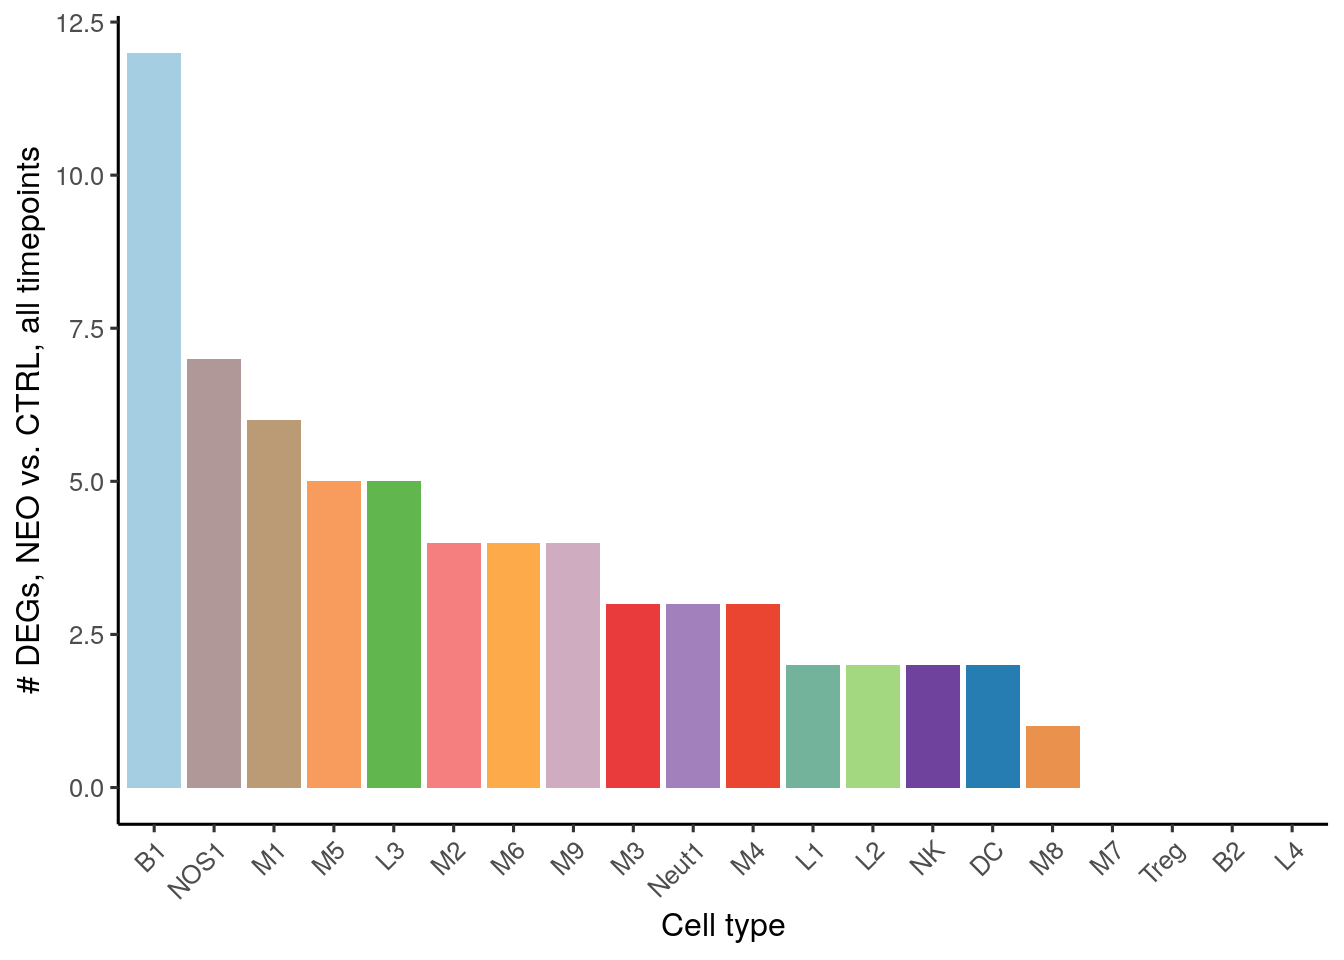 # DEGs, NEO vs. CTRL, all timepoints
12.5
10.0
7.5
5.0
2.5
0.0
B1
NOS1
M1
M5
L3
M2
M6
M9
M3
Neut1
M4
L1
L2
NK
DC
M8
M7
Treg
B2
L4
Cell type